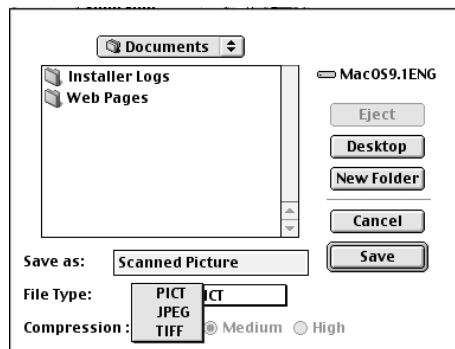 Documents
Installer Logs
Web Pages
MacOS9.1ENG
Eject
Desktop
New Folder
Cancel
Save
Save as: Scanned Picture
File Type:
PICT
JPEG
TIFF
Compression :
Medium
High